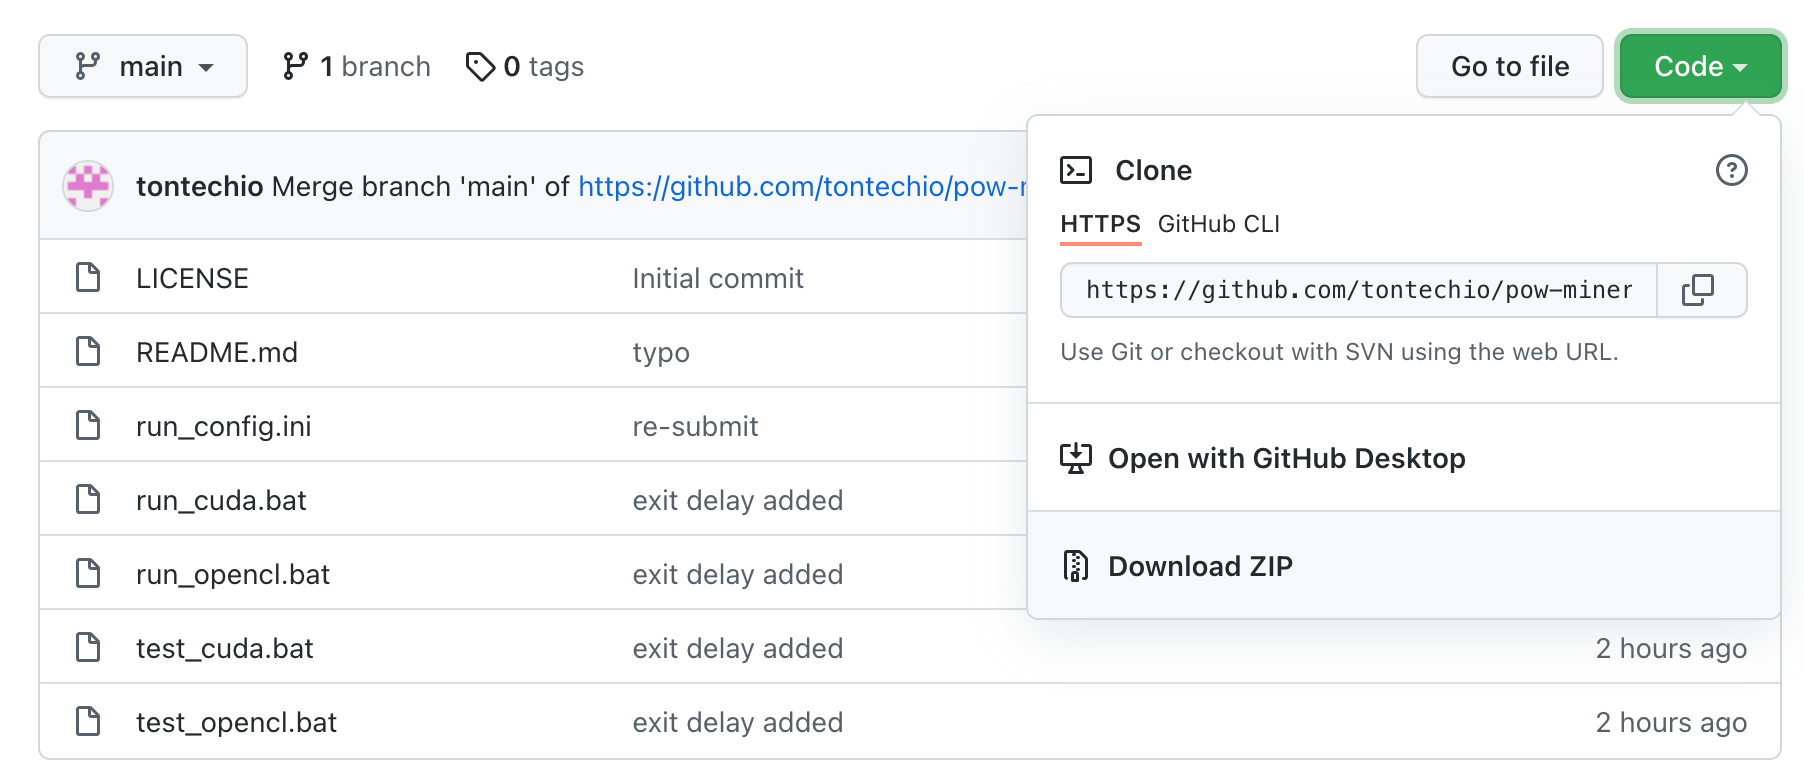 main
1 branch
0 tags
Go to file
Code
tontechio Merge branch 'main' of https://github.com/tontechio/pow-
LICENSE Initial commit
README.md typo
run_config.ini re-submit
run_cuda.bat exit delay added
run_opencl.bat exit delay added
test_cuda.bat exit delay added 2 hours ago
test_opencl.bat exit delay added 2 hours ago
Clone
HTTPS GitHub CLI
https://github.com/tontechio/pow-miner
Use Git or checkout with SVN using the web URL.
Open with GitHub Desktop
Download ZIP